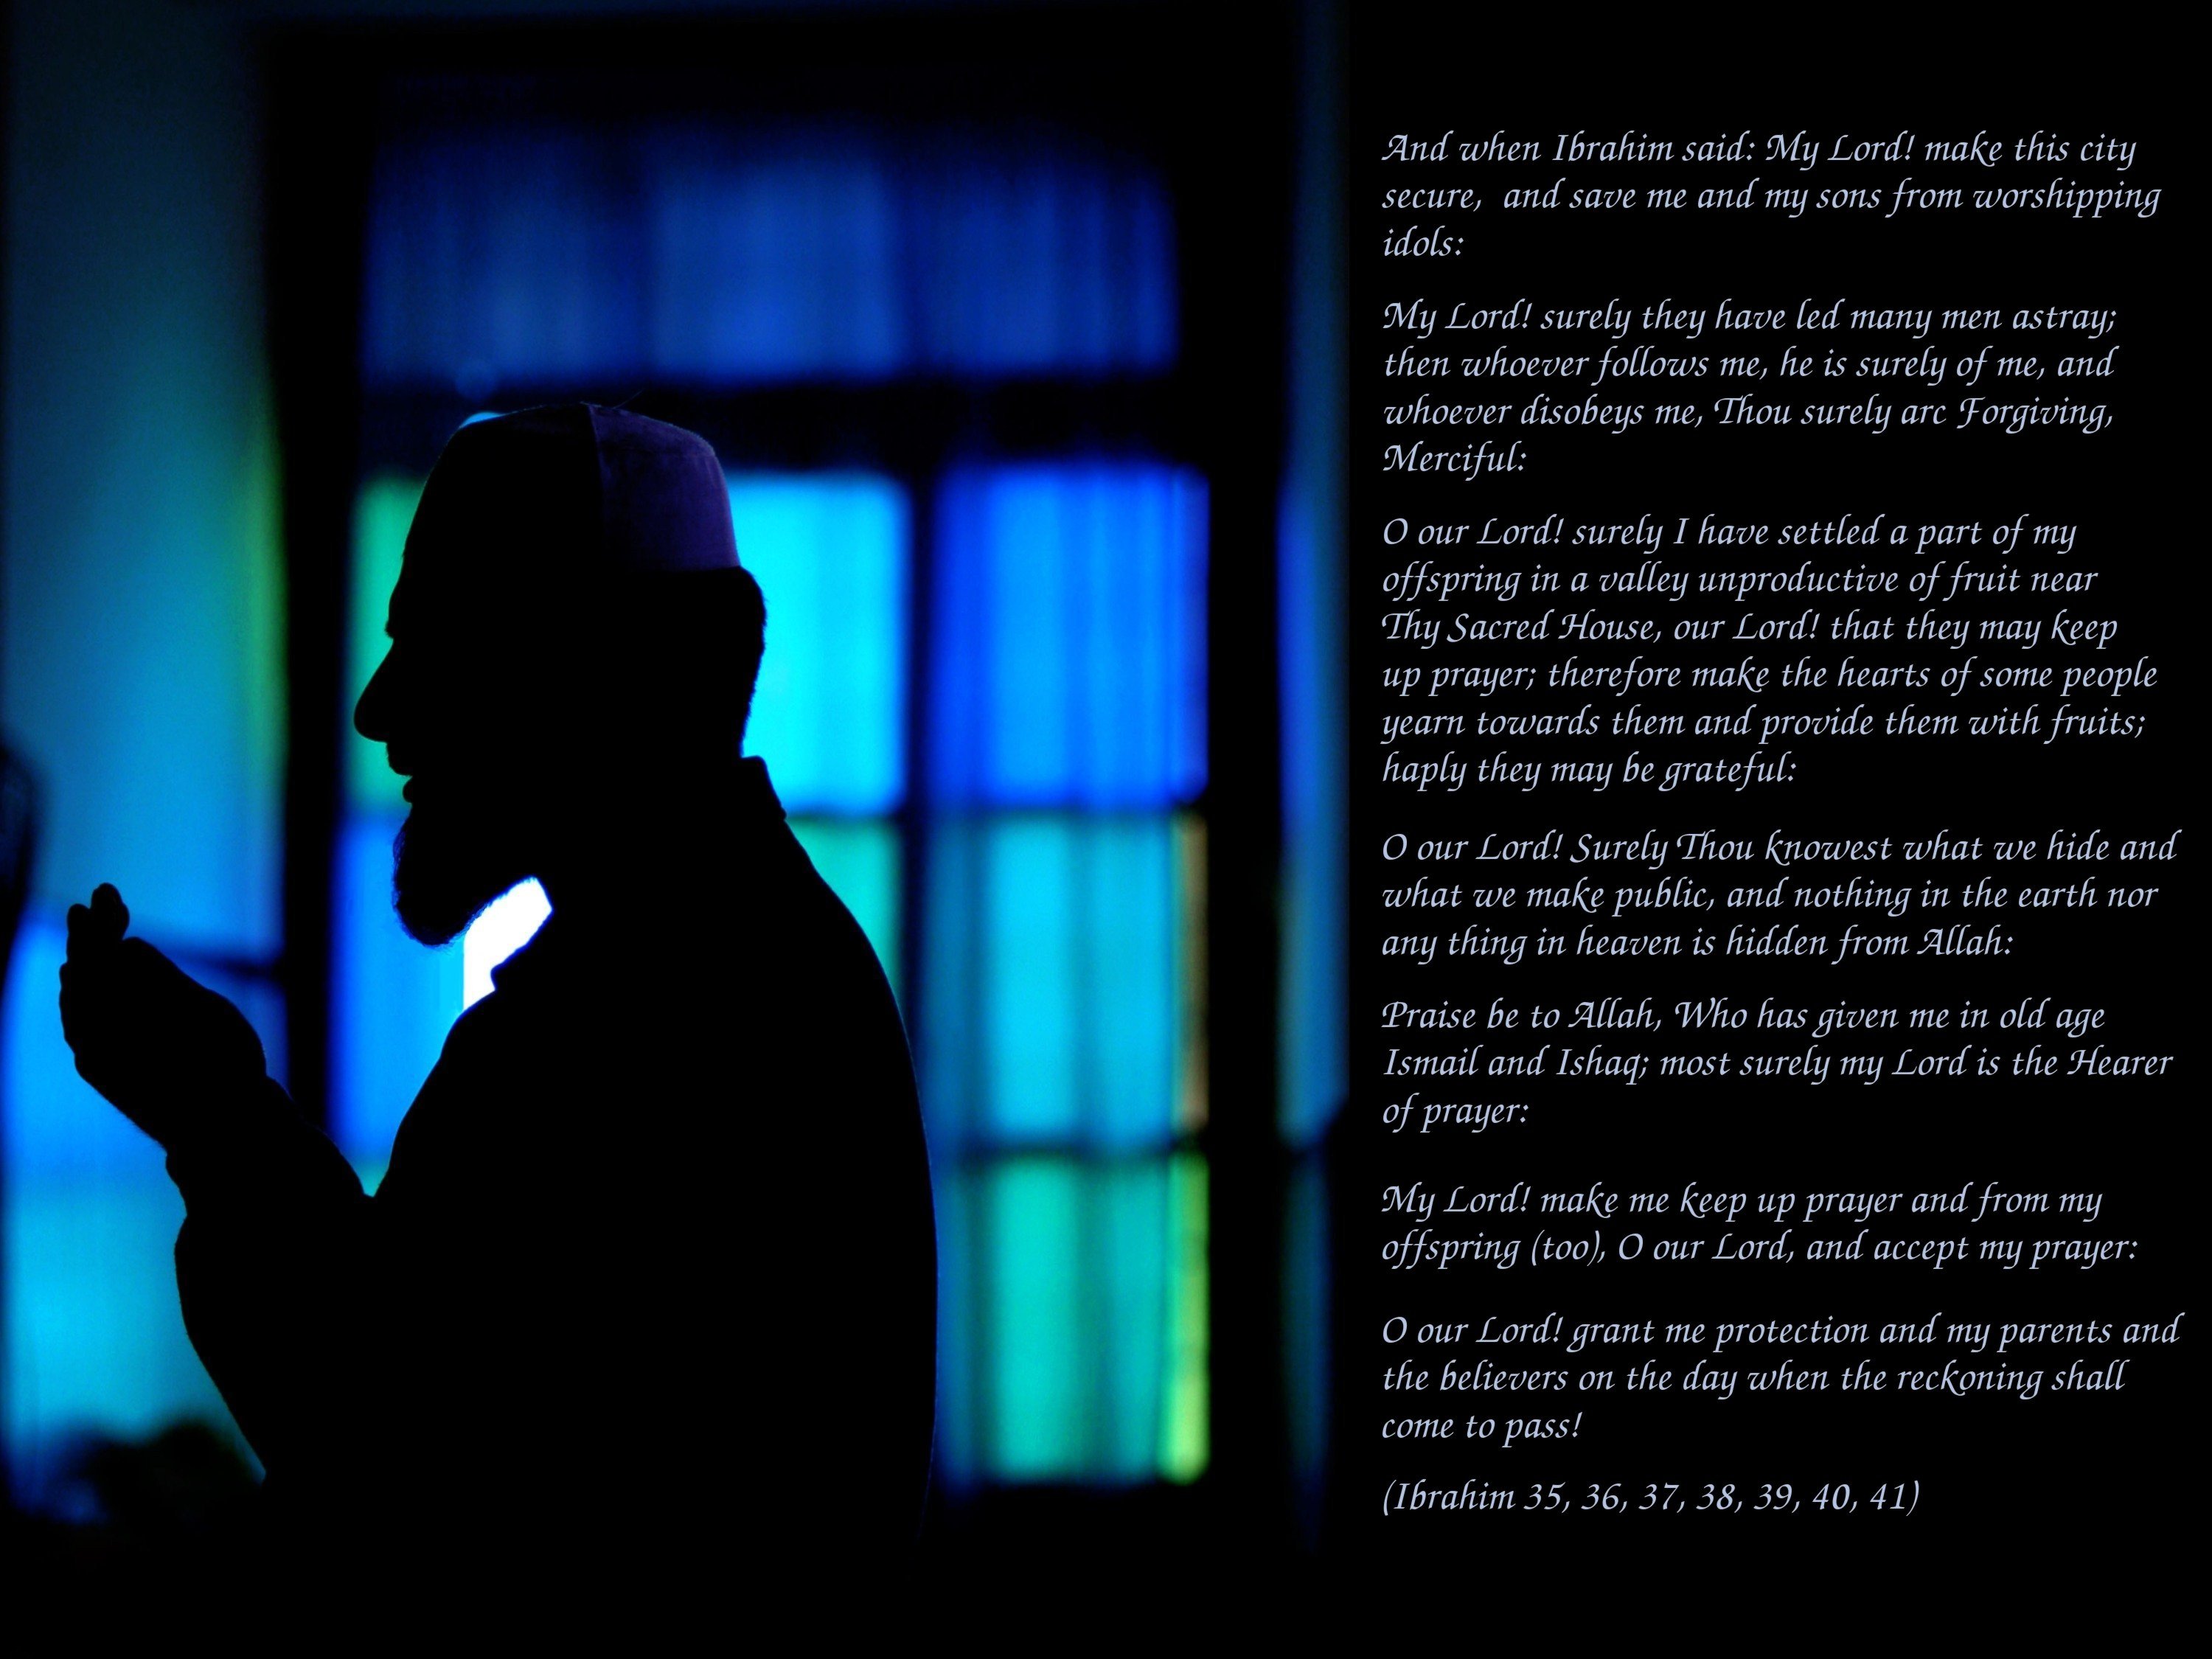 And when Ibrahim said: My Lord! make this city
secure,  and save me and my sons from worshipping
idols:
My Lord! surely they have led many men astray;
then whoever follows me, he is surely of me, and
whoever disobeys me, Thou surely arc Forgiving,
Merciful:
O our Lord! surely I have settled a part of my
offspring in a valley unproductive of fruit near
Thy Sacred House, our Lord! that they may keep
up prayer; therefore make the hearts of some people
yearn towards them and provide them with fruits;
haply they may be grateful:
O our Lord! Surely Thou knowest what we hide and
what we make public, and nothing in the earth nor
any thing in heaven is hidden from Allah:
Praise be to Allah, Who has given me in old age
Ismail and Ishaq; most surely my Lord is the Hearer
of prayer:
My Lord! make me keep up prayer and from my
offspring (too), O our Lord, and accept my prayer:
O our Lord! grant me protection and my parents and
the believers on the day when the reckoning shall
come to pass!
(Ibrahim 35, 36, 37, 38, 39, 40, 41)